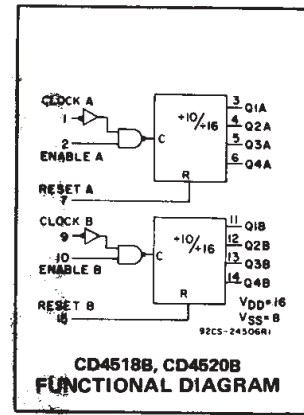 CLOCK A
1
2
ENABLE A
RESET A
7
÷10/÷16
C
R
3 Q1A
4 Q2A
5 Q3A
6 Q4A
CLOCK B
9
10
ENABLE B
RESET B
15
÷10/÷16
C
R
11 Q1B
12 Q2B
13 Q3B
14 Q4B
VDD=16
VSS=8
92CS-24506R1
CD4518B, CD4520B
FUNCTIONAL DIAGRAM